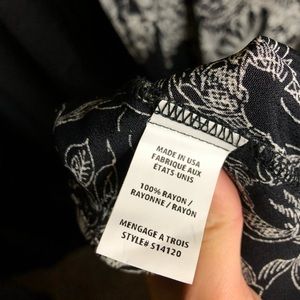 MADE IN USA
FABRIQUE AUX
ETATS-UNIS
100% RAYON/
RAYONNE / RAYÓN
MENGAGE À TROIS
STYLE# 514120